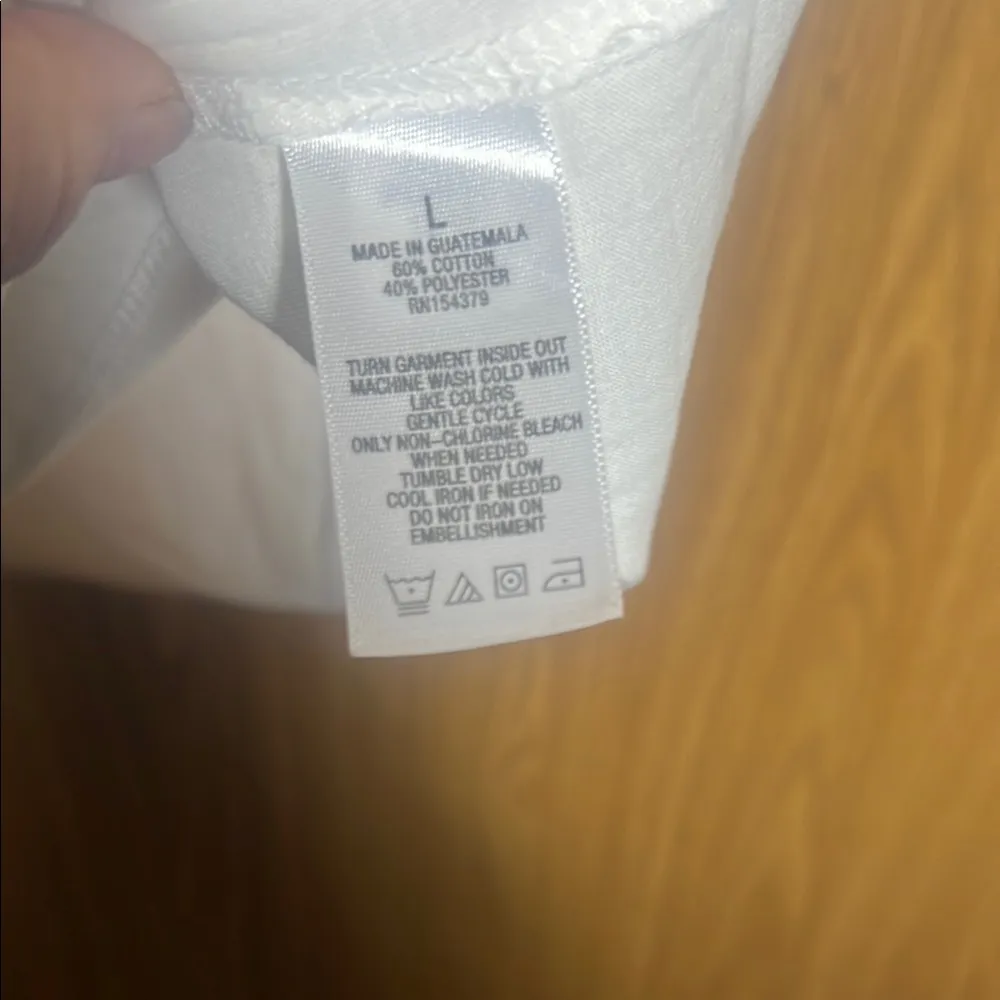 L
MADE IN GUATEMALA
60% COTTON
40% POLYESTER
RN154379
TURN GARMENT INSIDE OUT
MACHINE WASH COLD WITH
LIKE COLORS
GENTLE CYCLE
ONLY NON-CHLORINE BLEACH
WHEN NEEDED
TUMBLE DRY LOW
COOL IRON IF NEEDED
DO NOT IRON ON
EMBELLISHMENT